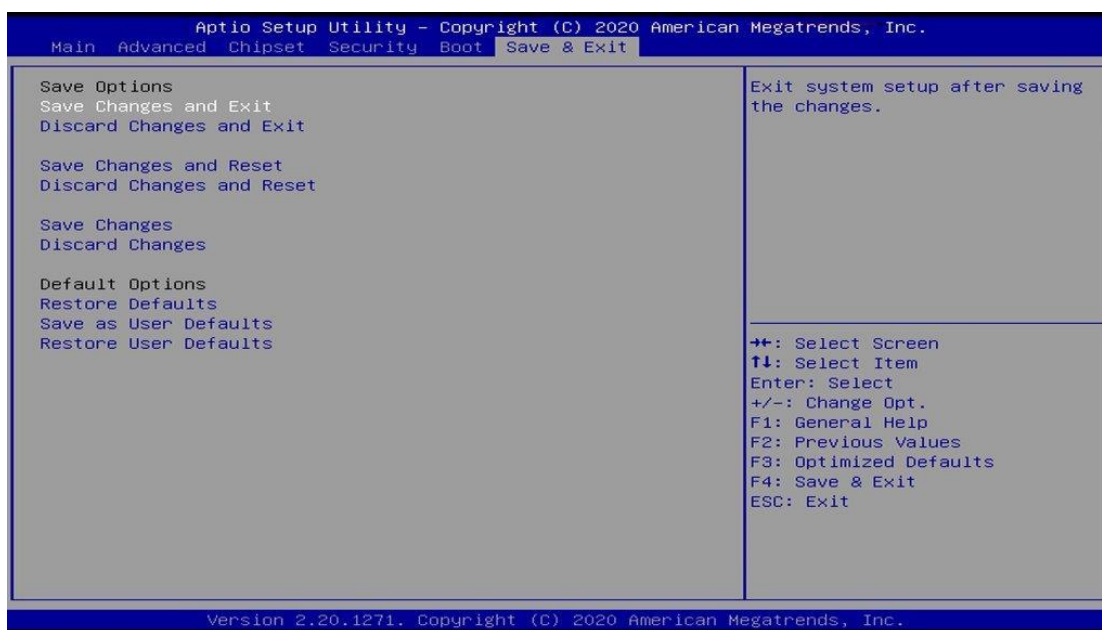 Aptio Setup Utility – Copyright (C) 2020 American Megatrends, Inc.
Main Advanced Chipset Security Boot Save & Exit
Save Options
Save Changes and Exit
Discard Changes and Exit
Save Changes and Reset
Discard Changes and Reset
Save Changes
Discard Changes
Default Options
Restore Defaults
Save as User Defaults
Restore User Defaults
Exit system setup after saving
the changes.
→←: Select Screen
↑↓: Select Item
Enter: Select
+/-: Change Opt.
F1: General Help
F2: Previous Values
F3: Optimized Defaults
F4: Save & Exit
ESC: Exit
Version 2.20.1271. Copyright (C) 2020 American Megatrends, Inc.